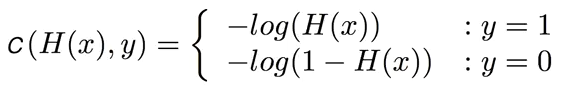 c(H(x), y) = { -log(H(x)) : y = 1
-log(1 - H(x)) : y = 0